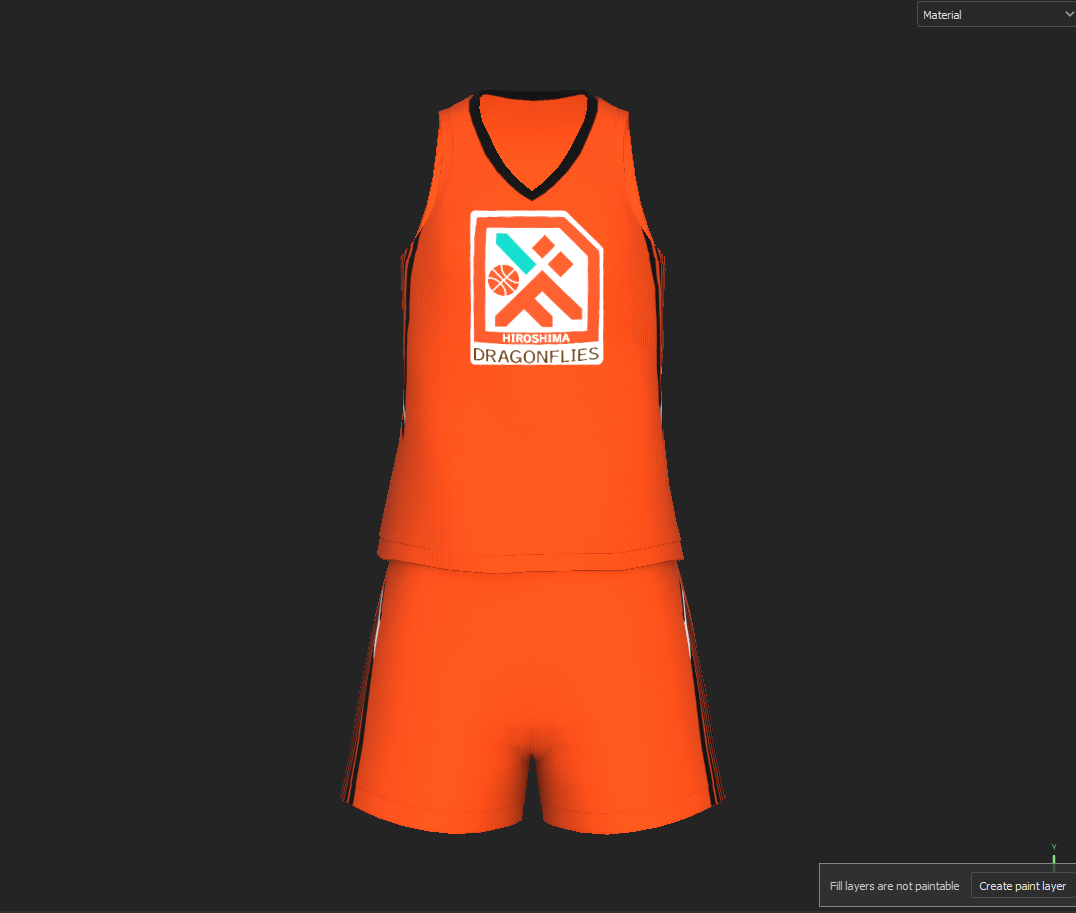 Material
HIROSHIMA
DRAGONFLIES
Y
Fill layers are not paintable
Create paint layer